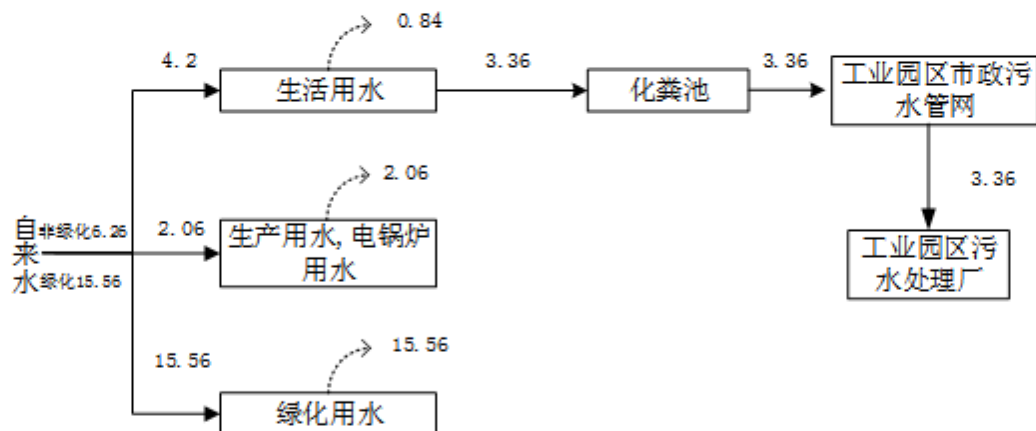 0.84
4.2
3.36
3.36
生活用水
化粪池
工业园区市政污
水管网
2.06
3.36
自来水
非绿化6.26
绿化15.56
2.06
生产用水,电锅炉
用水
工业园区污
水处理厂
15.56
15.56
绿化用水